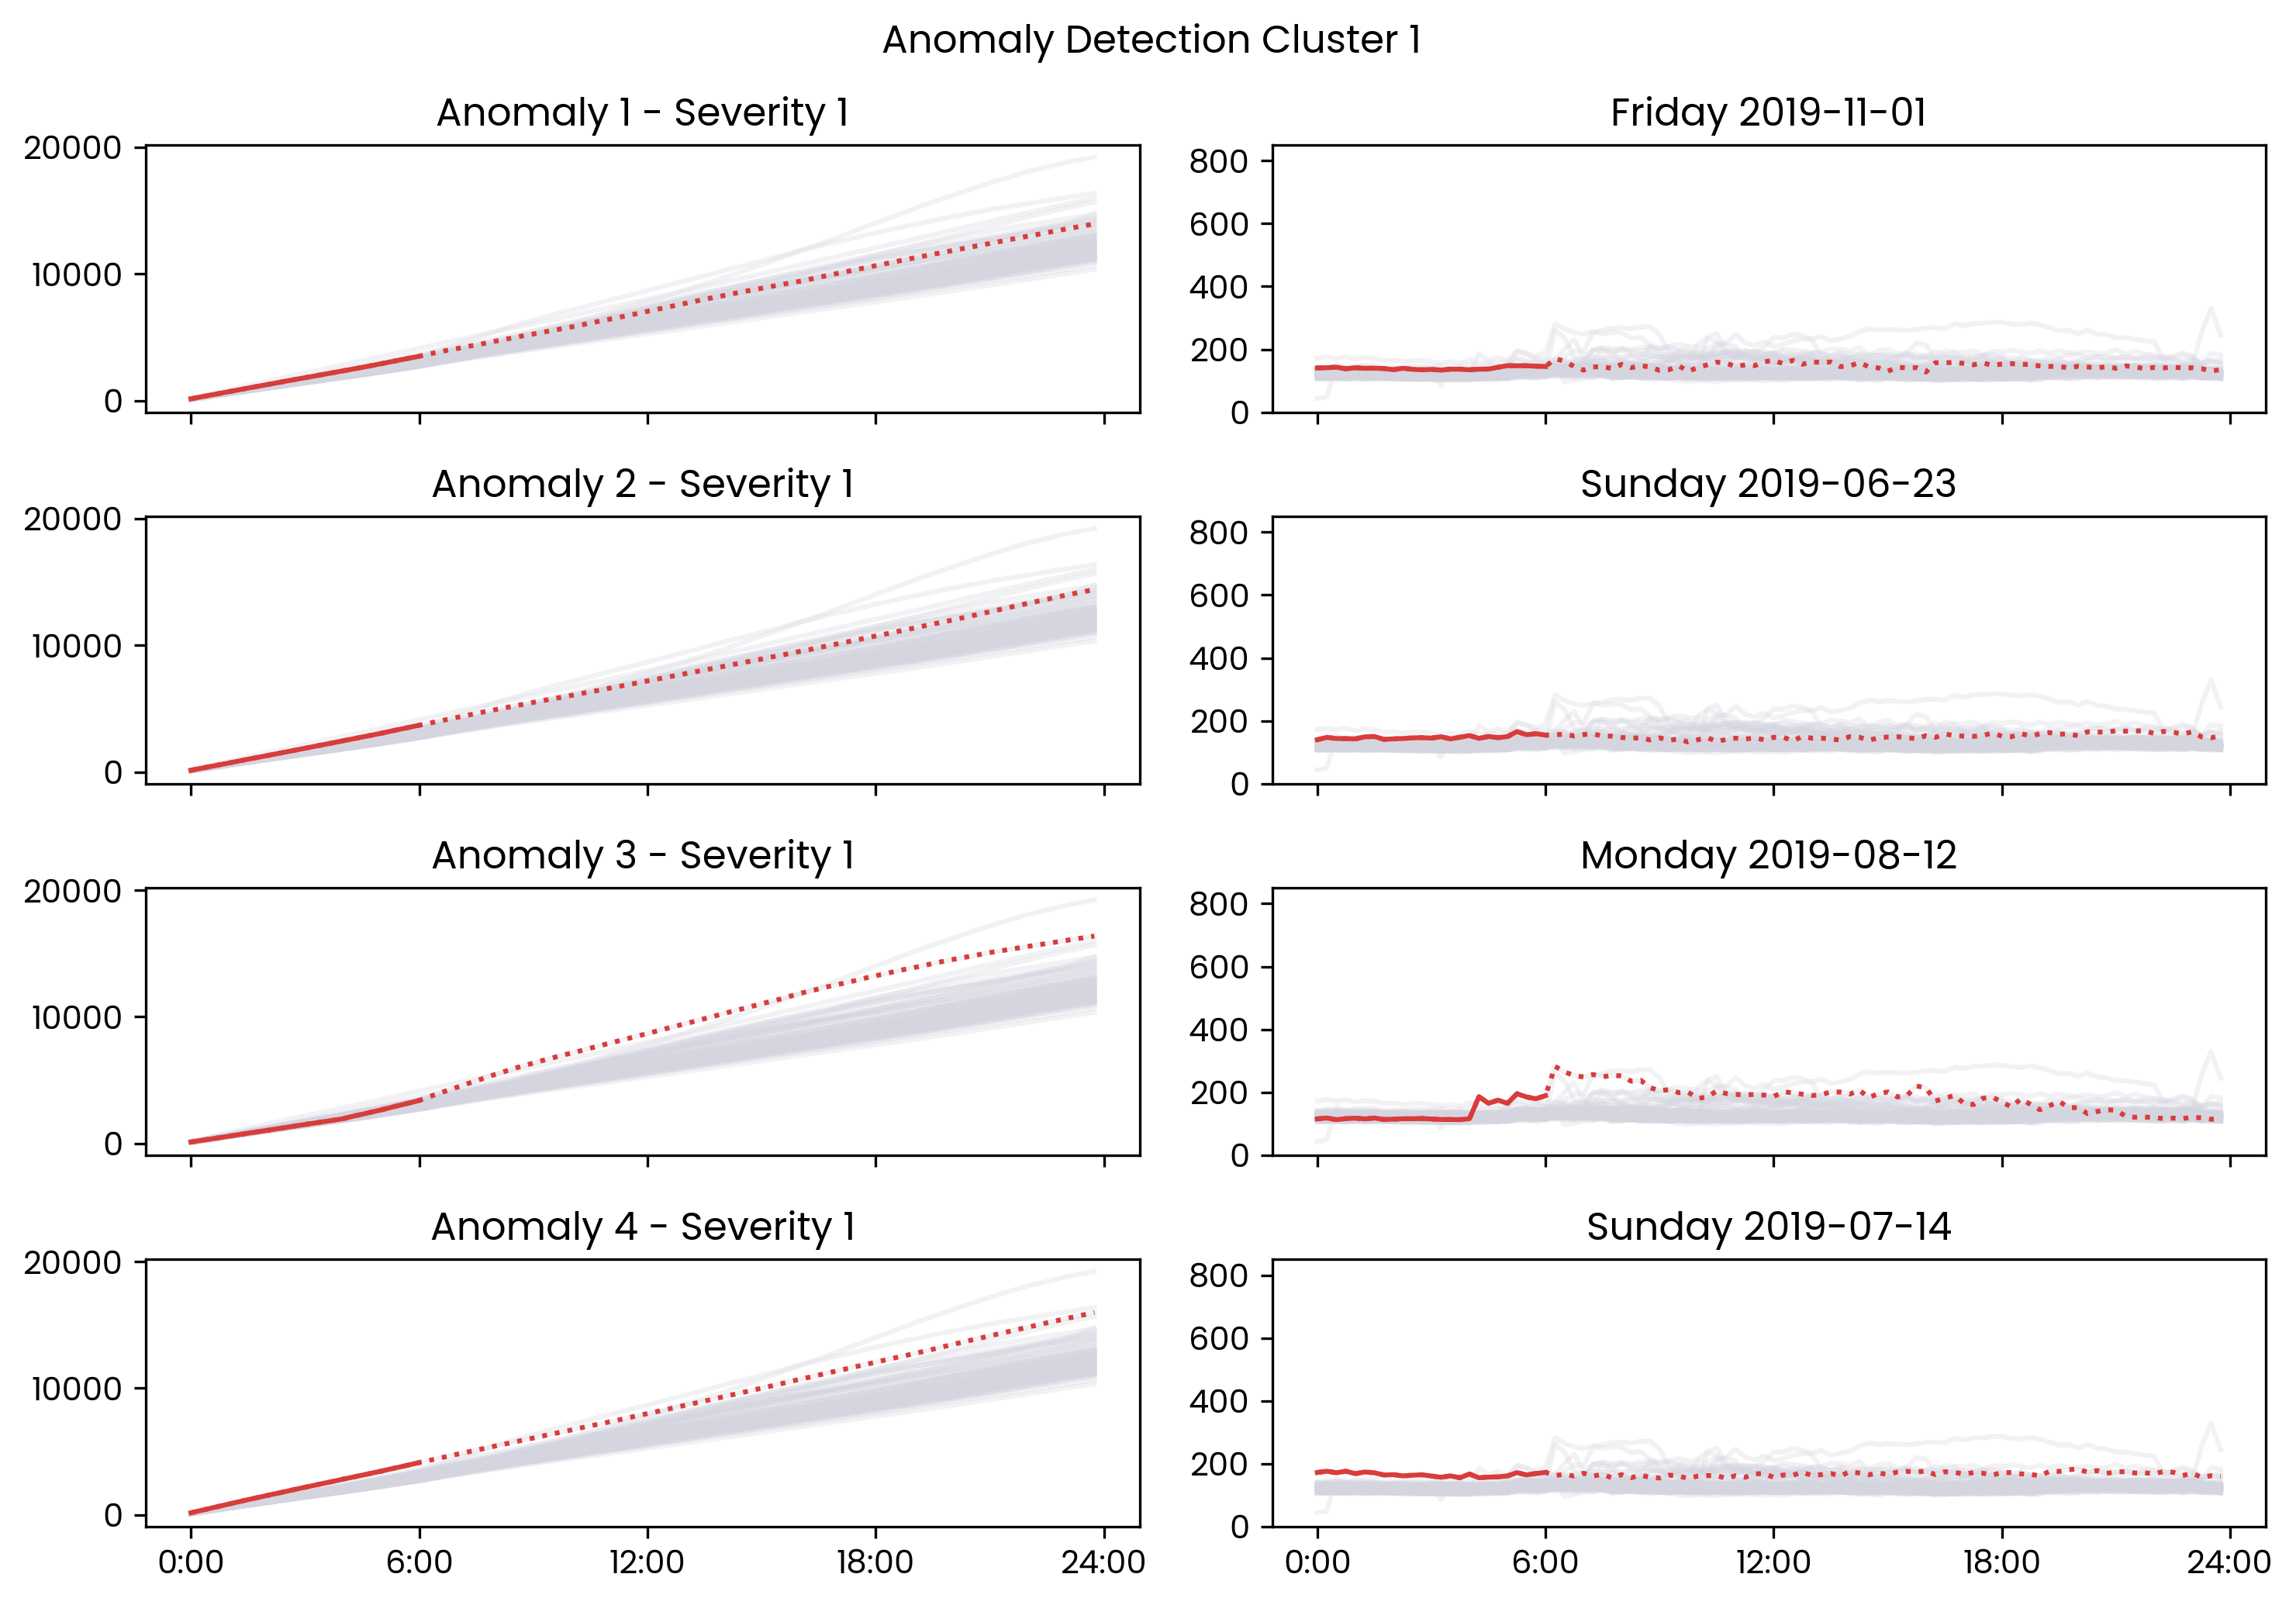 Anomaly Detection Cluster 1
Anomaly 1 - Severity 1
Friday 2019-11-01
20000
10000
0
800
600
400
200
0
Anomaly 2 - Severity 1
Sunday 2019-06-23
20000
10000
0
800
600
400
200
0
Anomaly 3 - Severity 1
Monday 2019-08-12
20000
10000
0
800
600
400
200
0
Anomaly 4 - Severity 1
Sunday 2019-07-14
20000
10000
0
800
600
400
200
0
0:00 6:00 12:00 18:00 24:00
0:00 6:00 12:00 18:00 24:00